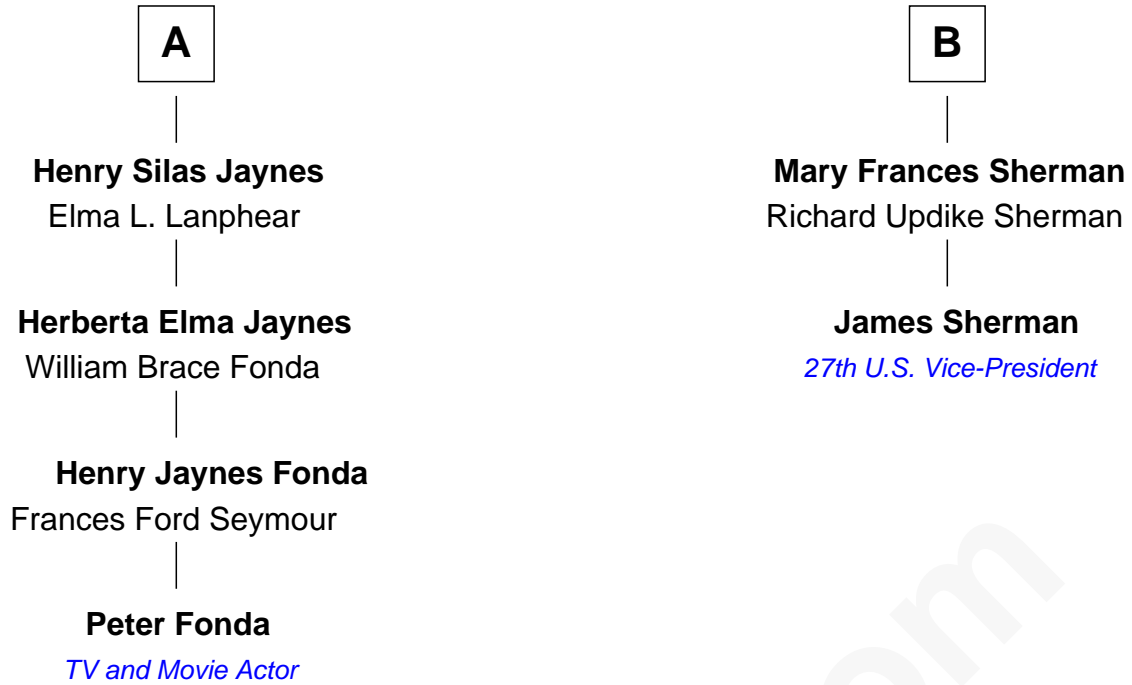 A
Henry Silas Jaynes
Elma L. Lanphear
Herberta Elma Jaynes
William Brace Fonda
Henry Jaynes Fonda
Frances Ford Seymour
Peter Fonda
TV and Movie Actor
B
Mary Frances Sherman
Richard Updike Sherman
James Sherman
27th U.S. Vice-President
om